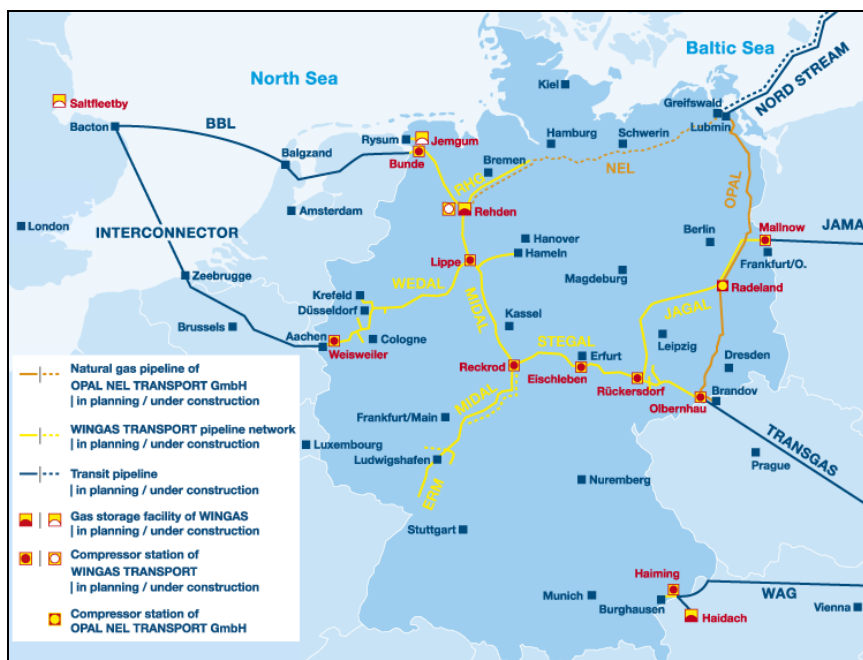 Baltic Sea
North Sea
NORD STREAM
Kiel
Greifswald
Lubmin
Saltfleetby
Bacton
BBL
Rysum
Jemgum
Bunde
Balgzand
Hamburg
Schwerin
Bremen
NEL
RHG
OPAL
Rehden
Amsterdam
London
INTERCONNECTOR
Hanover
Hameln
Berlin
Mallnow
JAMA
Frankfurt/O.
Lippe
Magdeburg
Radeland
Zeebrugge
WEDAL
MIDAL
Krefeld
Düsseldorf
Kassel
JAGAL
Brussels
Aachen
Cologne
Weisweiler
STEGAL
Leipzig
Erfurt
Dresden
Reckrod
Eischleben
Rückersdorf
Brandov
Olbernhau
MIDAL
Frankfurt/Main
TRANSGAS
Luxembourg
Ludwigshafen
Prague
ERM
Nuremberg
Stuttgart
Haiming
Munich
Burghausen
WAG
Haidach
Vienna
Natural gas pipeline of
OPAL NEL TRANSPORT GmbH
| in planning / under construction
WINGAS TRANSPORT pipeline network
| in planning / under construction
Transit pipeline
| in planning / under construction
Gas storage facility of WINGAS
| in planning / under construction
Compressor station of
WINGAS TRANSPORT
| in planning / under construction
Compressor station of
OPAL NEL TRANSPORT GmbH